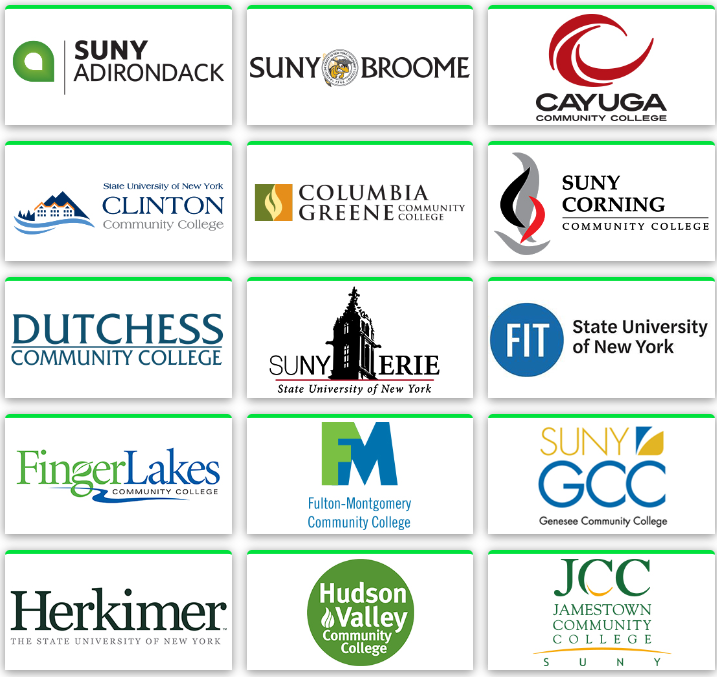 SUNY
ADIRONDACK
SUNY BROOME
CAYUGA
COMMUNITY COLLEGE
State University of New York
CLINTON
Community College
COLUMBIA
GREENE COMMUNITY
COLLEGE
SUNY
CORNING
COMMUNITY COLLEGE
DUTCHESS
COMMUNITY COLLEGE
SUNY ERIE
State University of New York
FIT
State University
of New York
FingerLakes
COMMUNITY COLLEGE
FM
Fulton-Montgomery
Community College
SUNY
GCC
Genesee Community College
Herkimer
THE STATE UNIVERSITY OF NEW YORK
Hudson
Valley
Community
College
JCC
JAMESTOWN
COMMUNITY
COLLEGE
SUNY